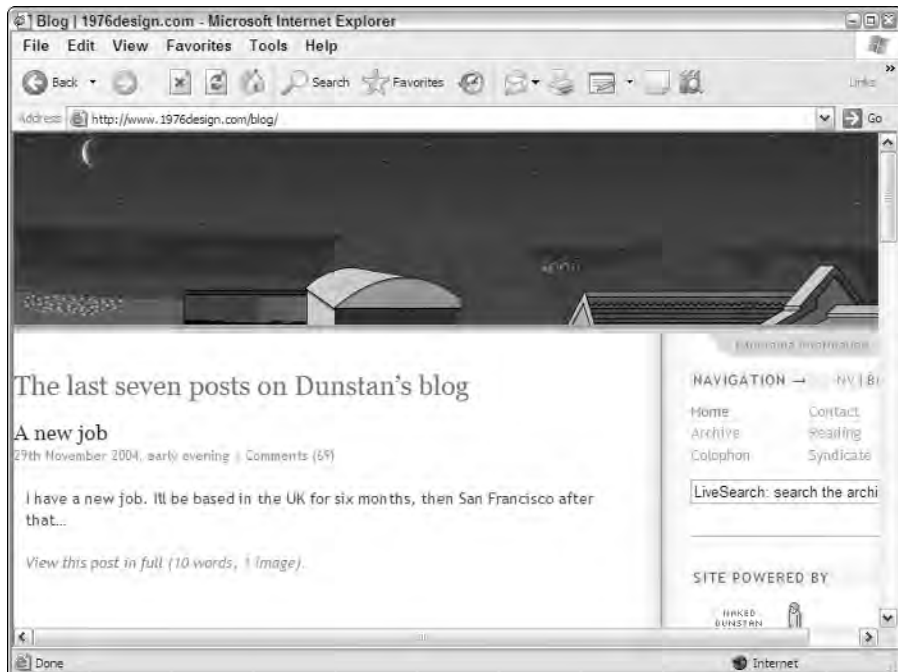 Blog | 1976design.com - Microsoft Internet Explorer
File Edit View Favorites Tools Help
Back Search Favorites Links
»
Address http://www.1976design.com/blog/ Go
The last seven posts on Dunstan's blog
A new job
29th November 2004, early evening | Comments (69)
I have a new job. I'll be based in the UK for six months, then San Francisco after
that...
View this post in full (10 words, 1 image).
NAVIGATION → NV | B
Home Contact
Archive Reading
Colophon Syndicate
LiveSearch: search the archi
SITE POWERED BY
NAKED
DUNSTAN
Done Internet